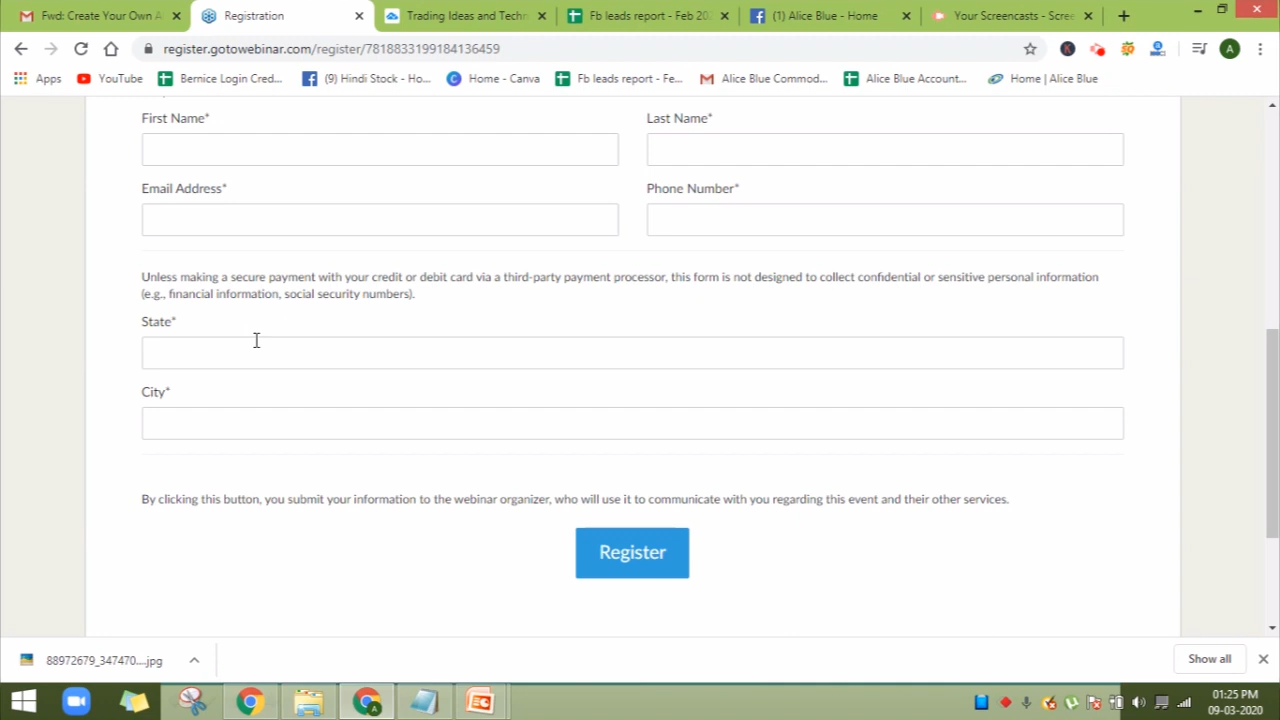 Fwd: Create Your Own A
Registration
Trading Ideas and Techn
Fb leads report - Feb 202
(1) Alice Blue - Home
Your Screencasts - Scree
register.gotowebinar.com/register/7818833199184136459
A
Apps
YouTube
Bernice Login Cred...
(9) Hindi Stock - Ho...
Home - Canva
Fb leads report - Fe...
Alice Blue Commod...
Alice Blue Account...
Home | Alice Blue
First Name*
Last Name*
Email Address*
Phone Number*
Unless making a secure payment with your credit or debit card via a third-party payment processor, this form is not designed to collect confidential or sensitive personal information
(e.g., financial information, social security numbers).
State*
City*
By clicking this button, you submit your information to the webinar organizer, who will use it to communicate with you regarding this event and their other services.
Register
88972679_347470....jpg
Show all
01:25 PM
09-03-2020